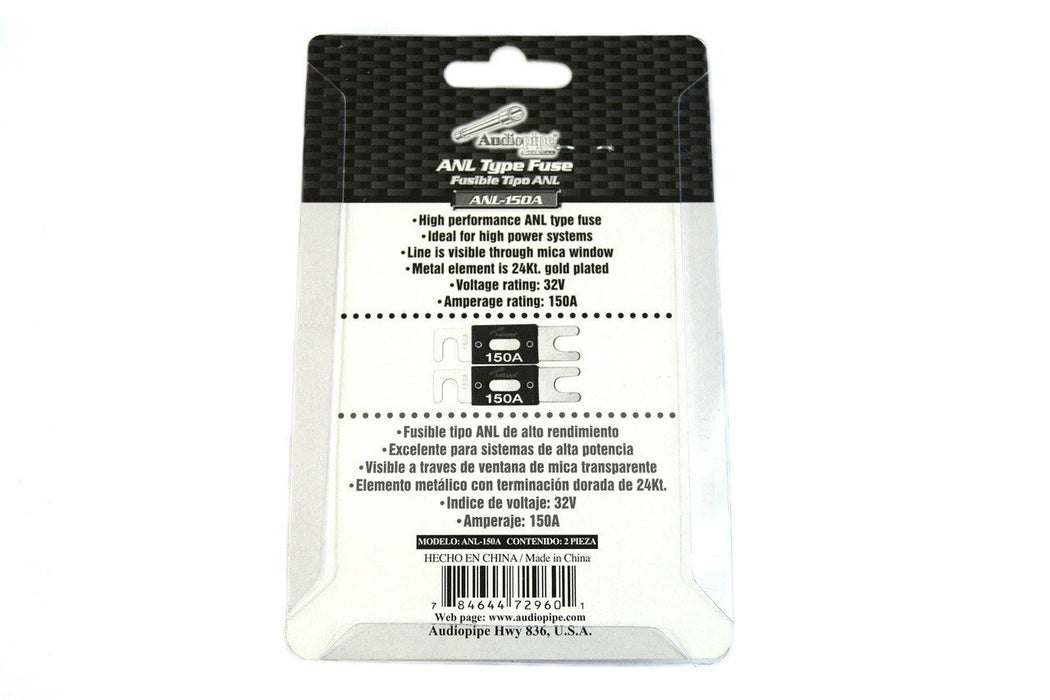 Audiopipe
ANL Type Fuse
Fusible Tipo ANL
ANL-150A
•High performance ANL type fuse
•Ideal for high power systems
•Line is visible through mica window
•Metal element is 24Kt. gold plated
•Voltage rating: 32V
•Amperage rating: 150A
150A
150A
150A
150A
•Fusible tipo ANL de alto rendimiento
•Excelente para sistemas de alta potencia
•Visible a traves de ventana de mica transparente
•Elemento metálico con terminación dorada de 24Kt.
•Indice de voltaje: 32V
•Amperaje: 150A
MODELO: ANL-150A CONTENIDO: 2 PIEZA
HECHO EN CHINA / Made in China
7 84644 72960 1
Web page: www.audiopipe.com
Audiopipe Hwy 836, U.S.A.